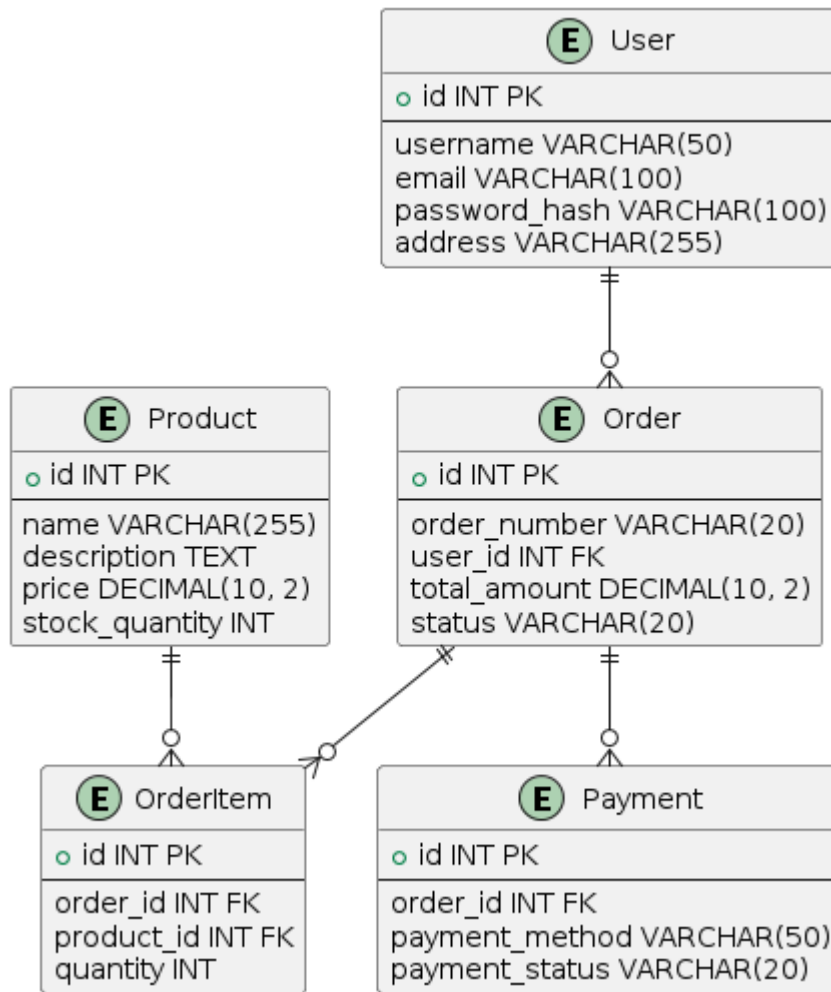 E User
id INT PK
username VARCHAR(50)
email VARCHAR(100)
password_hash VARCHAR(100)
address VARCHAR(255)
E Product
id INT PK
name VARCHAR(255)
description TEXT
price DECIMAL(10, 2)
stock_quantity INT
E Order
id INT PK
order_number VARCHAR(20)
user_id INT FK
total_amount DECIMAL(10, 2)
status VARCHAR(20)
E OrderItem
id INT PK
order_id INT FK
product_id INT FK
quantity INT
E Payment
id INT PK
order_id INT FK
payment_method VARCHAR(50)
payment_status VARCHAR(20)